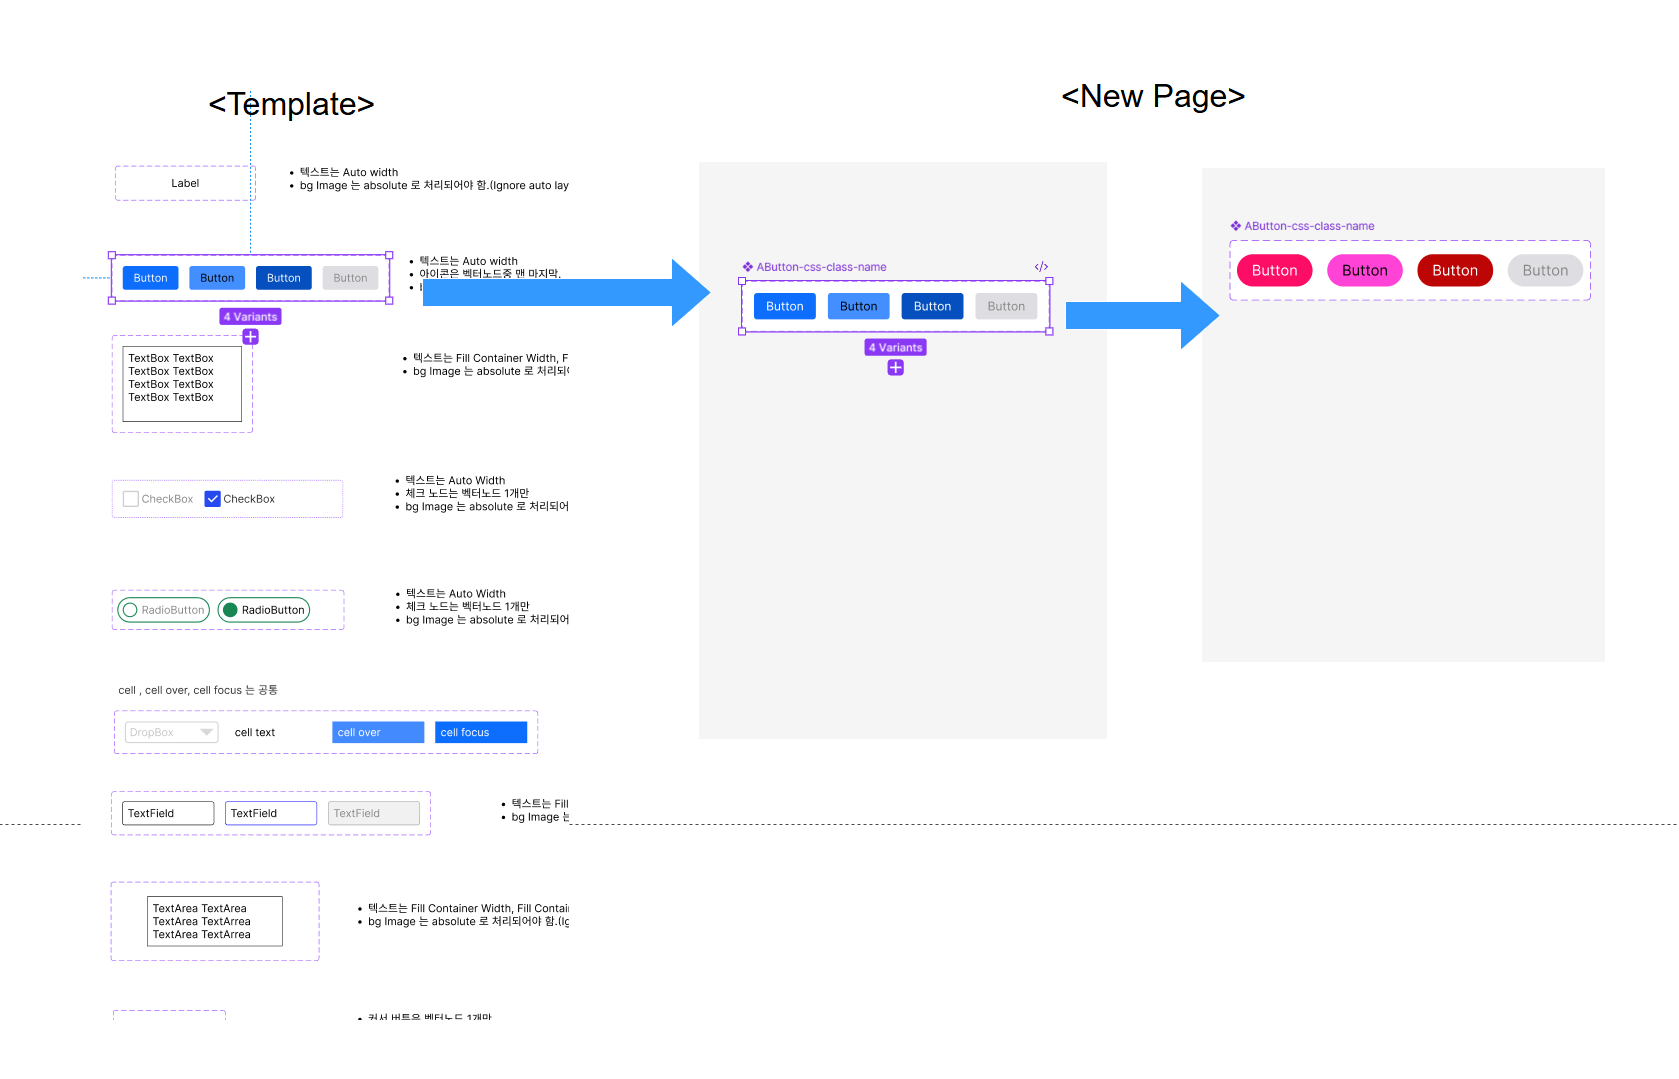 <Template>
<New Page>
Label
• 텍스트는 Auto width
• bg Image 는 absolute 로 처리되어야 함.(Ignore auto lay
Button Button Button Button
4 Variants
• 텍스트는 Auto width
• 아이콘은 벡터노드중 맨 마지막.
TextBox TextBox
TextBox TextBox
TextBox TextBox
TextBox TextBox
• 텍스트는 Fill Container Width, F
• bg Image 는 absolute 로 처리되
CheckBox CheckBox
• 텍스트는 Auto Width
• 체크 노드는 벡터노드 1개만
• bg Image 는 absolute 로 처리되어
RadioButton RadioButton
• 텍스트는 Auto Width
• 체크 노드는 벡터노드 1개만
• bg Image 는 absolute 로 처리되어
cell , cell over, cell focus 는 공통
DropBox cell text cell over cell focus
TextField TextField TextField
• 텍스트는 Fill
• bg Image 는
TextArea TextArea
TextArea TextArrea
TextArea TextArrea
• 텍스트는 Fill Container Width, Fill Contai
• bg Image 는 absolute 로 처리되어야 함.(Ig
• 커서 버튼은 벡터노드 1개만
AButton-css-class-name
Button Button Button Button
4 Variants
AButton-css-class-name
Button Button Button Button